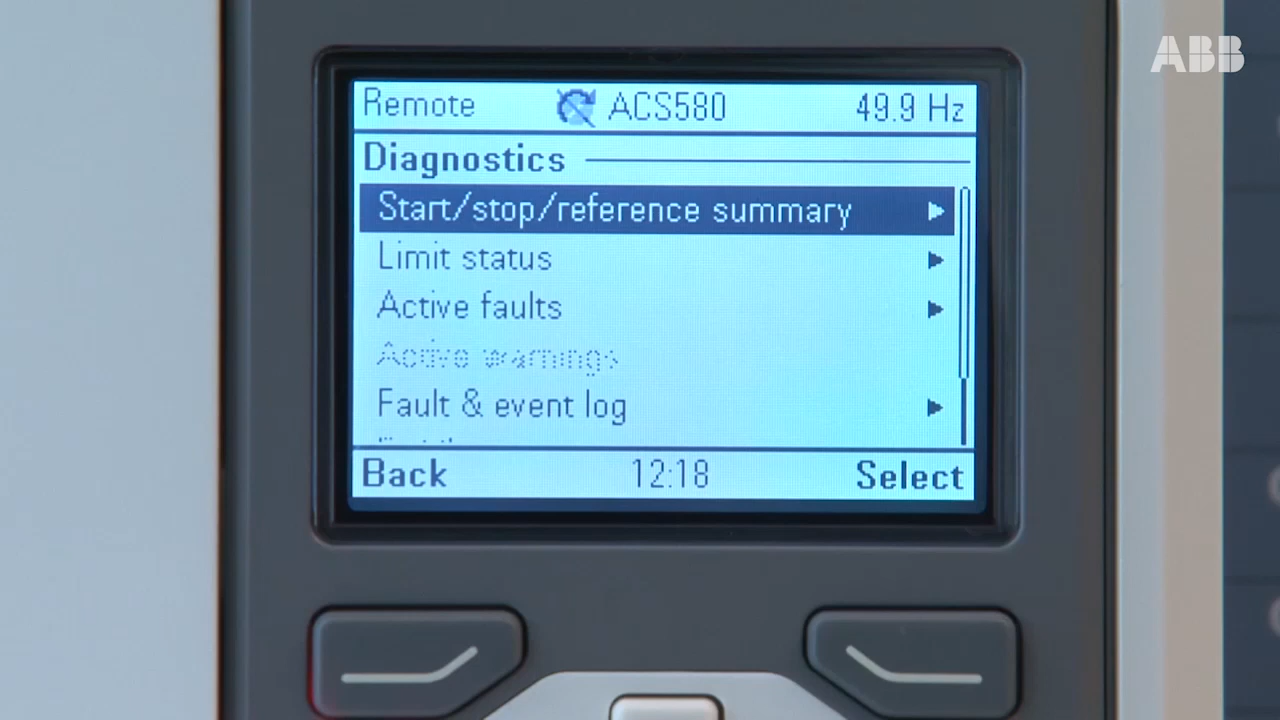 ABB
Remote ACS580 49.9 Hz
Diagnostics
Start/stop/reference summary
Limit status
Active faults
Active warnings
Fault & event log
Back 12:18 Select